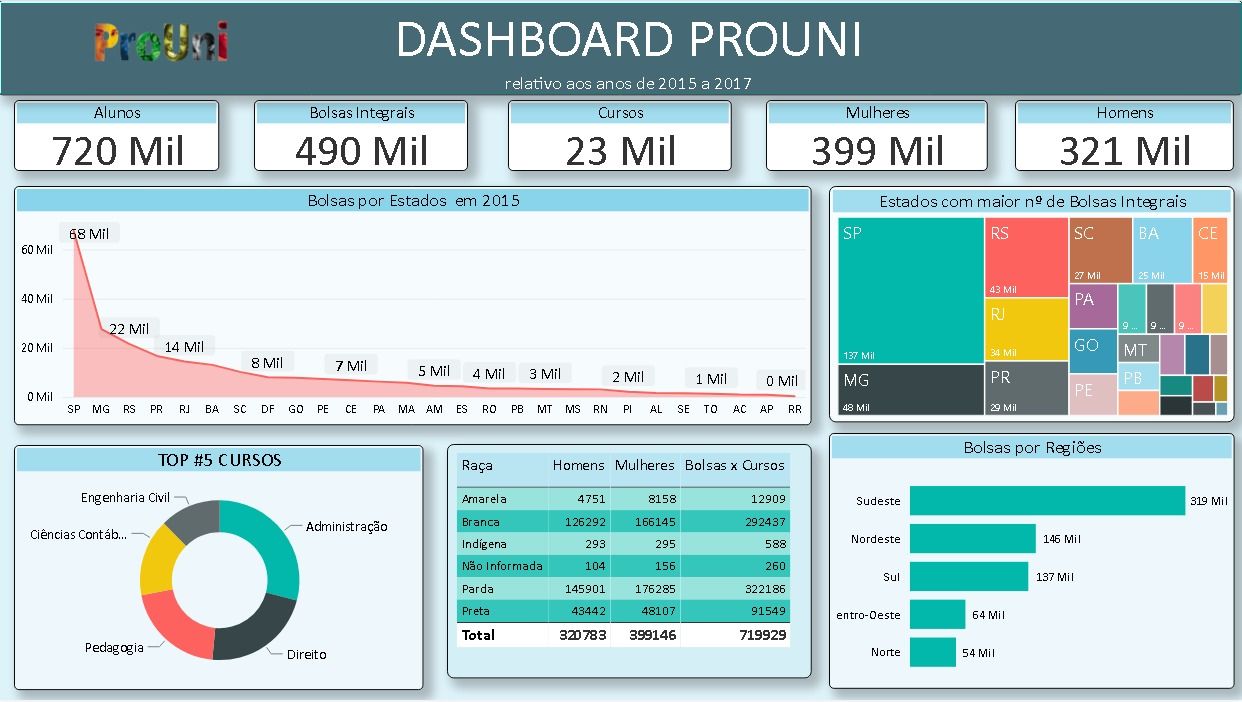 ProUni
DASHBOARD PROUNI
relativo aos anos de 2015 a 2017
Alunos
720 Mil
Bolsas Integrais
490 Mil
Cursos
23 Mil
Mulheres
399 Mil
Homens
321 Mil
Bolsas por Estados em 2015
60 Mil
40 Mil
20 Mil
0 Mil
68 Mil
22 Mil
14 Mil
8 Mil
7 Mil
5 Mil
4 Mil
3 Mil
2 Mil
1 Mil
0 Mil
SP MG RS PR RJ BA SC DF GO PE CE PA MA AM ES RO PB MT MS RN PI AL SE TO AC AP RR
Estados com maior nº de Bolsas Integrais
SP
137 Mil
MG
48 Mil
RS
43 Mil
RJ
34 Mil
PR
29 Mil
SC
27 Mil
BA
25 Mil
CE
15 Mil
PA
GO
PE
9 ...
9 ...
9 ...
MT
PB
TOP #5 CURSOS
Engenharia Civil
Ciências Contáb...
Administração
Pedagogia
Direito
Raça Homens Mulheres Bolsas x Cursos
Amarela 4751 8158 12909
Branca 126292 166145 292437
Indígena 293 295 588
Não Informada 104 156 260
Parda 145901 176285 322186
Preta 43442 48107 91549
Total 320783 399146 719929
Bolsas por Regiões
Sudeste 319 Mil
Nordeste 146 Mil
Sul 137 Mil
entro-Oeste 64 Mil
Norte 54 Mil